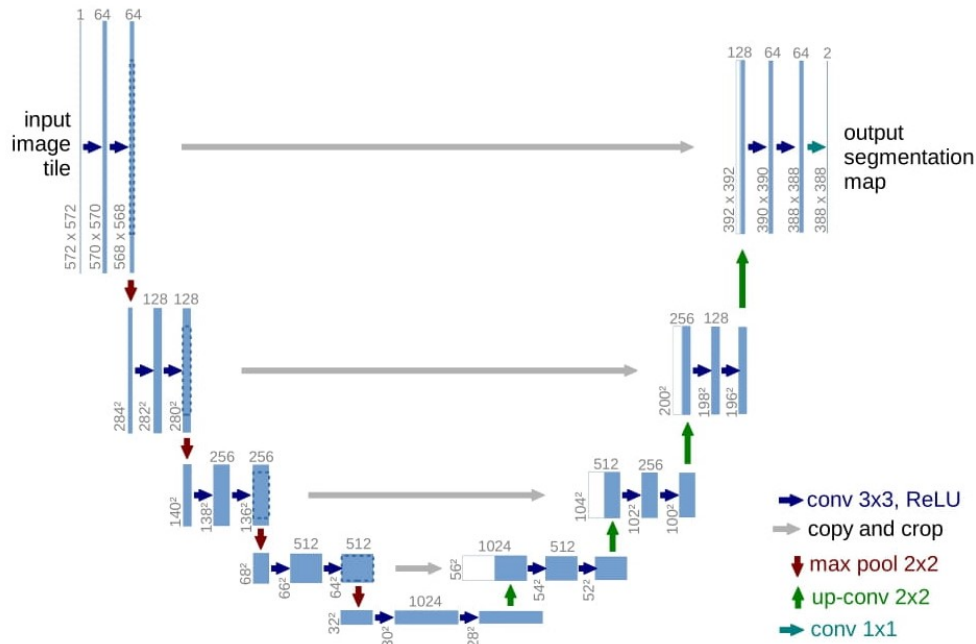 1 64 64
input
image
tile
572 x 572
570 x 570
568 x 568
128 64 64 2
output
segmentation
map
392 x 392
390 x 390
388 x 388
388 x 388
128 128
284²
282²
280²
256 128
200²
198²
196²
256 256
140²
138²
136²
512 256
104²
102²
100²
512 512
68²
66²
64²
1024 512
56²
54²
52²
1024
32²
30²
28²
conv 3x3, ReLU
copy and crop
max pool 2x2
up-conv 2x2
conv 1x1